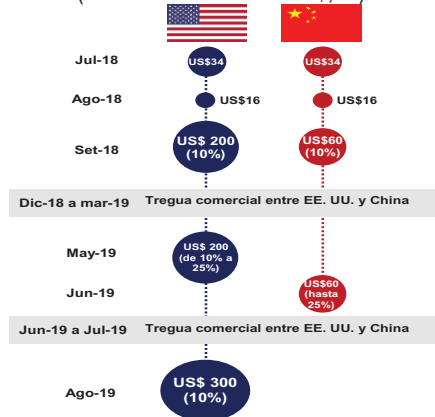 Jul-18
US$34
US$34
Ago-18
US$16
US$16
Set-18
US$ 200
(10%)
US$60
(10%)
Dic-18 a mar-19
Tregua comercial entre EE. UU. y China
May-19
US$ 200
(de 10% a
25%)
Jun-19
US$60
(hasta
25%)
Jun-19 a Jul-19
Tregua comercial entre EE. UU. y China
Ago-19
US$ 300
(10%)